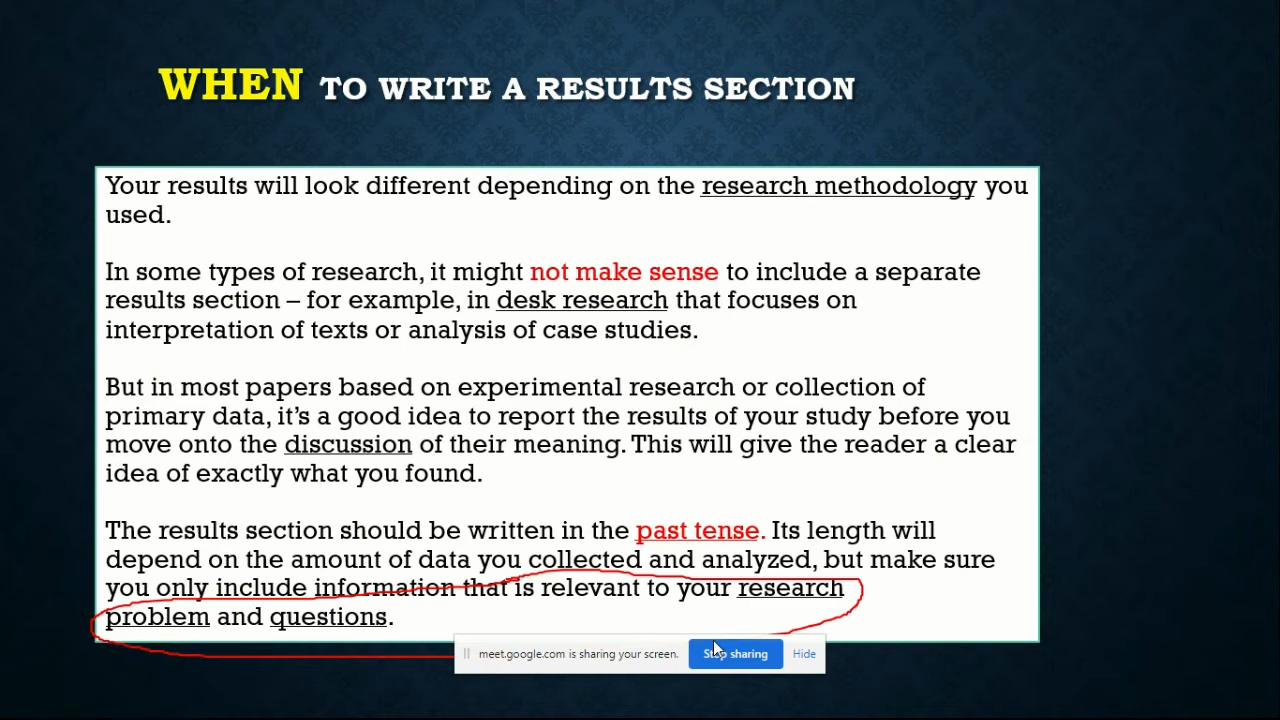 WHEN TO WRITE A RESULTS SECTION
Your results will look different depending on the research methodology you
used.
In some types of research, it might not make sense to include a separate
results section – for example, in desk research that focuses on
interpretation of texts or analysis of case studies.
But in most papers based on experimental research or collection of
primary data, it’s a good idea to report the results of your study before you
move onto the discussion of their meaning. This will give the reader a clear
idea of exactly what you found.
The results section should be written in the past tense. Its length will
depend on the amount of data you collected and analyzed, but make sure
you only include information that is relevant to your research
problem and questions.
meet.google.com is sharing your screen. Stop sharing Hide